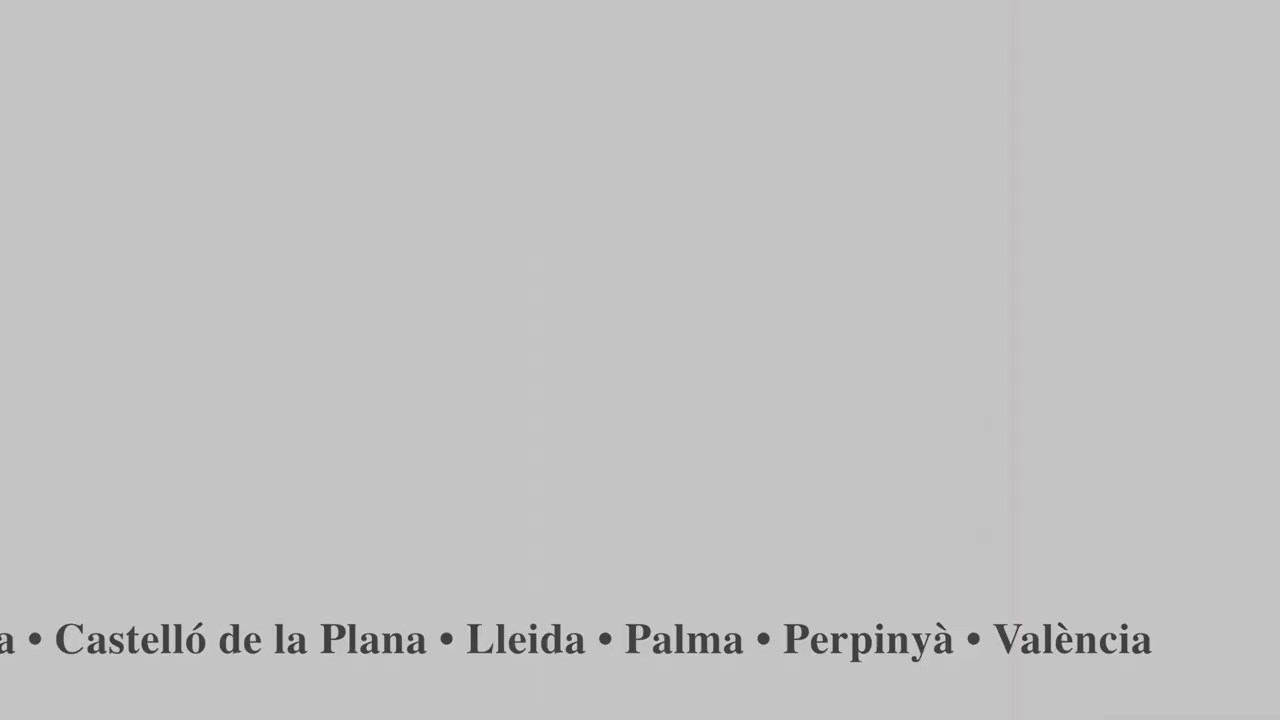 a • Castelló de la Plana • Lleida • Palma • Perpinyà • València